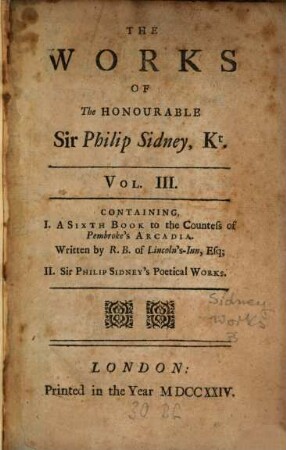 THE
WORKS
OF
The HONOURABLE
Sir Philip Sidney, Kt.
VOL. III.
CONTAINING,
I. A SIXTH BOOK to the Countess of
Pembroke's ARCADIA.
Written by R. B. of Lincoln's-Inn, Esq;
II. Sir PHILIP SIDNEY's Poetical WORKS.
Sidney
Works
LONDON:
Printed in the Year MDCCXXIV.